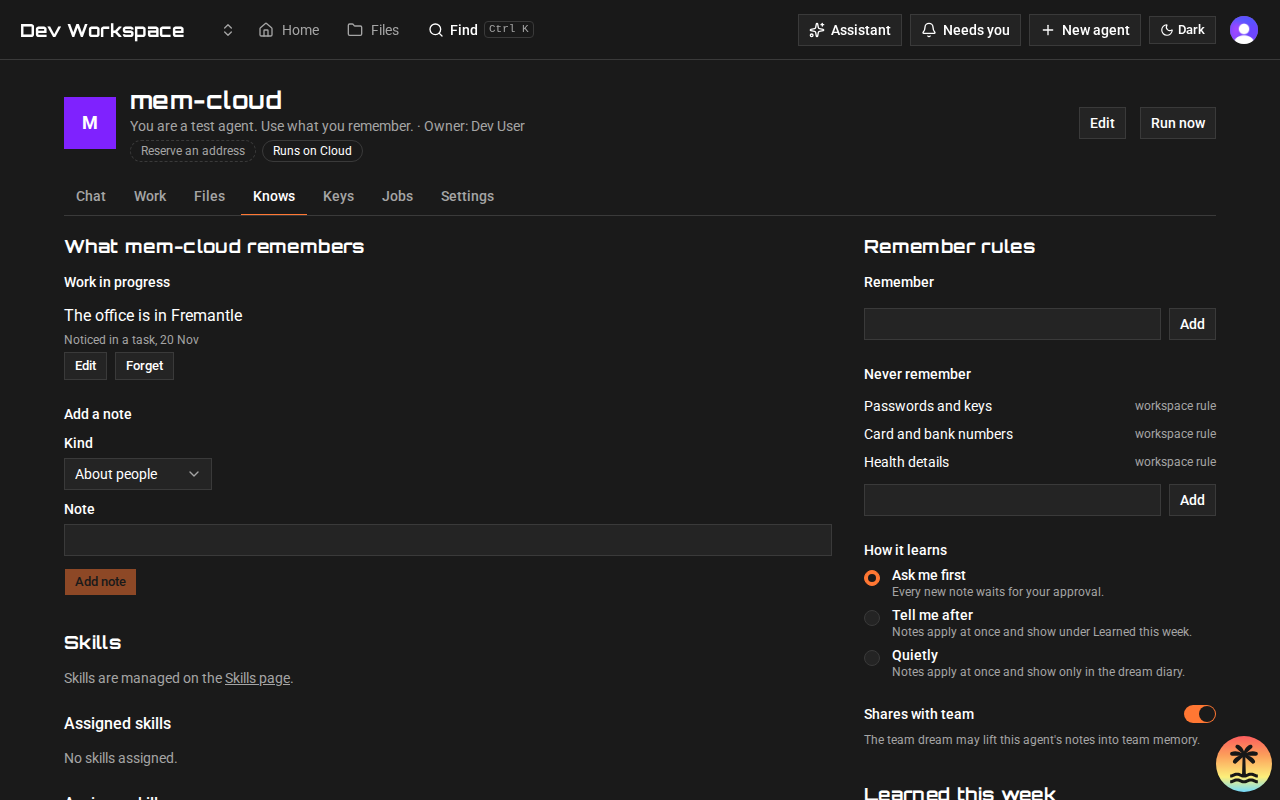 Dev Workspace
Home
Files
Find Ctrl K
Assistant
Needs you
New agent
Dark
M
mem-cloud
You are a test agent. Use what you remember. · Owner: Dev User
Reserve an address
Runs on Cloud
Edit
Run now
Chat
Work
Files
Knows
Keys
Jobs
Settings
What mem-cloud remembers
Work in progress
The office is in Fremantle
Noticed in a task, 20 Nov
Edit
Forget
Add a note
Kind
About people
Note
Add note
Skills
Skills are managed on the Skills page.
Assigned skills
No skills assigned.
Remember rules
Remember
Add
Never remember
Passwords and keys workspace rule
Card and bank numbers workspace rule
Health details workspace rule
Add
How it learns
Ask me first
Every new note waits for your approval.
Tell me after
Notes apply at once and show under Learned this week.
Quietly
Notes apply at once and show only in the dream diary.
Shares with team
The team dream may lift this agent's notes into team memory.
Learned this week